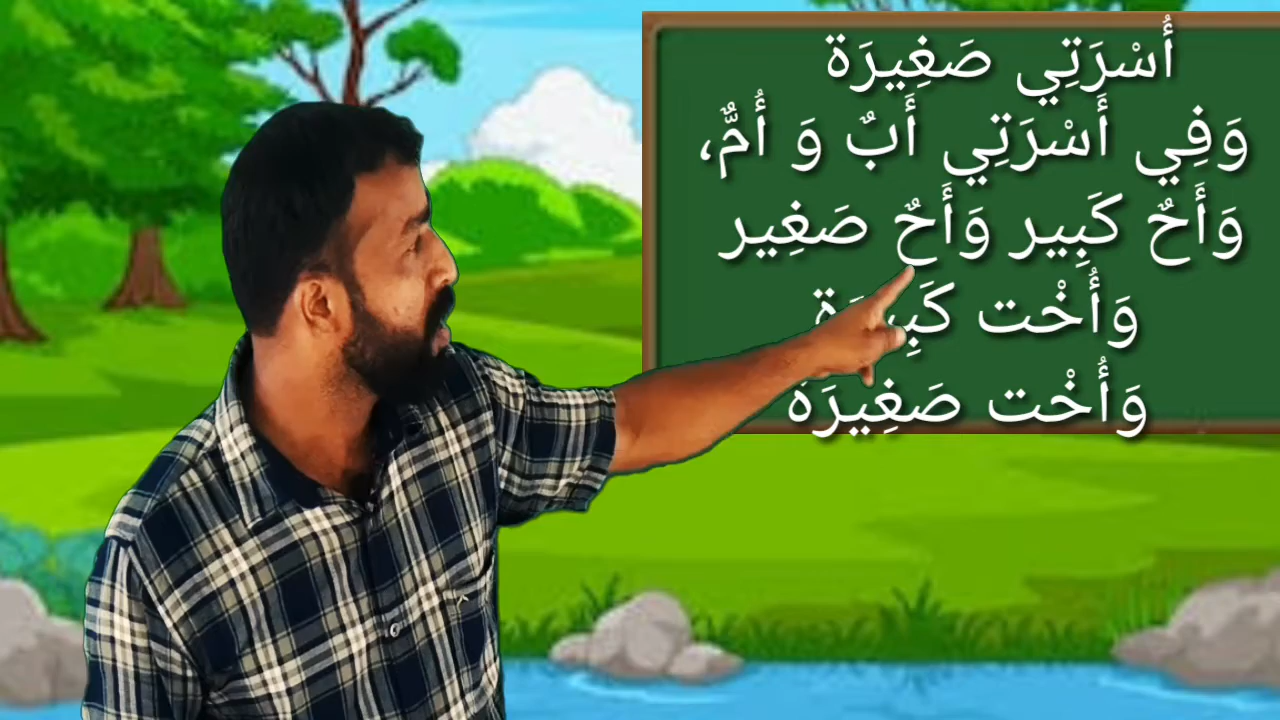 أُسْرَتِي صَغِيرَة
وَفِي أَسْرَتِي أَبٌ وَ أُمٌّ،
وَأَحٌ كَبِير وَأَحٌ صَغِير
وَأُخْت
وَأُخْت صَغِيرَة